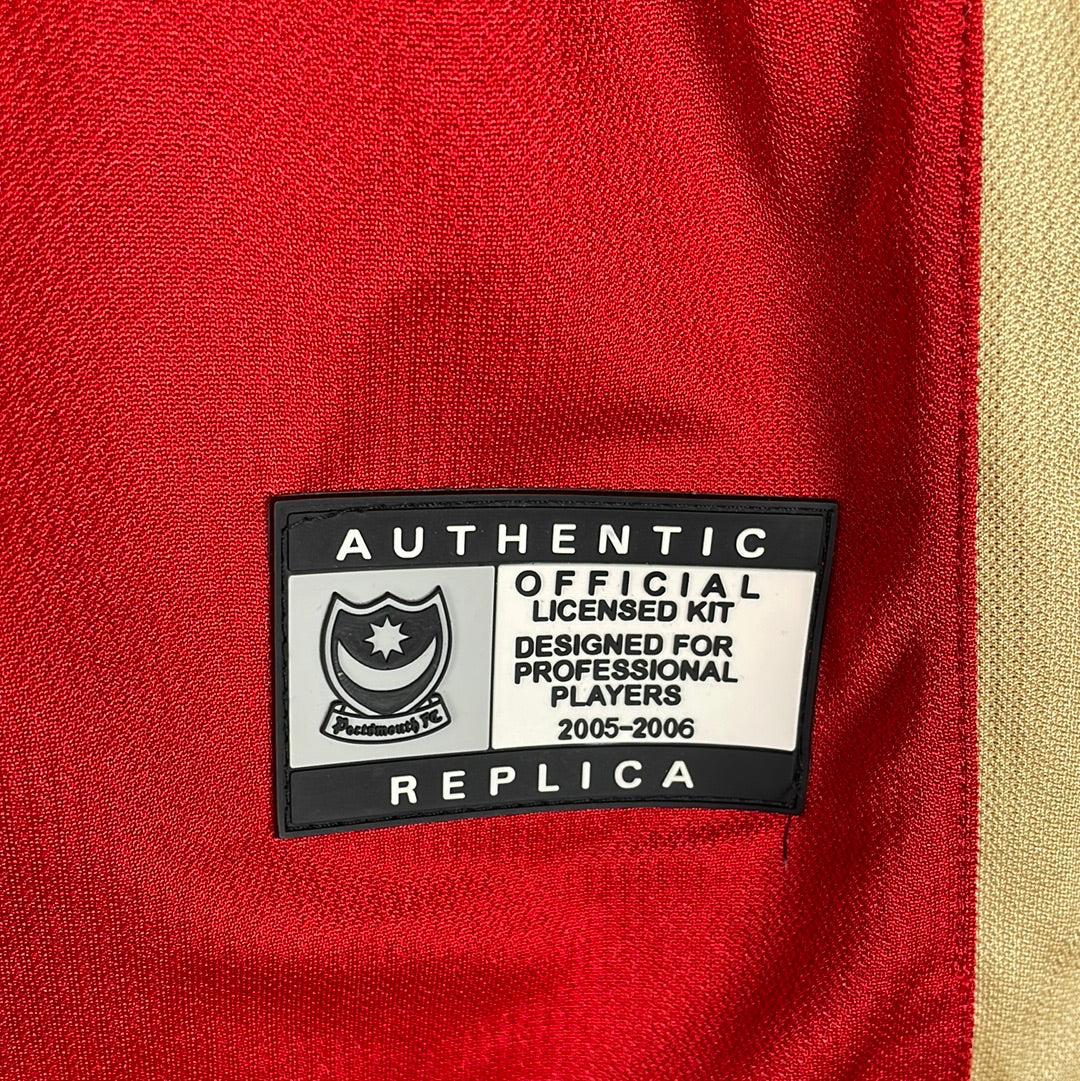 AUTHENTIC
OFFICIAL
LICENSED KIT
DESIGNED FOR
PROFESSIONAL
PLAYERS
2005-2006
Portsmouth FC
REPLICA